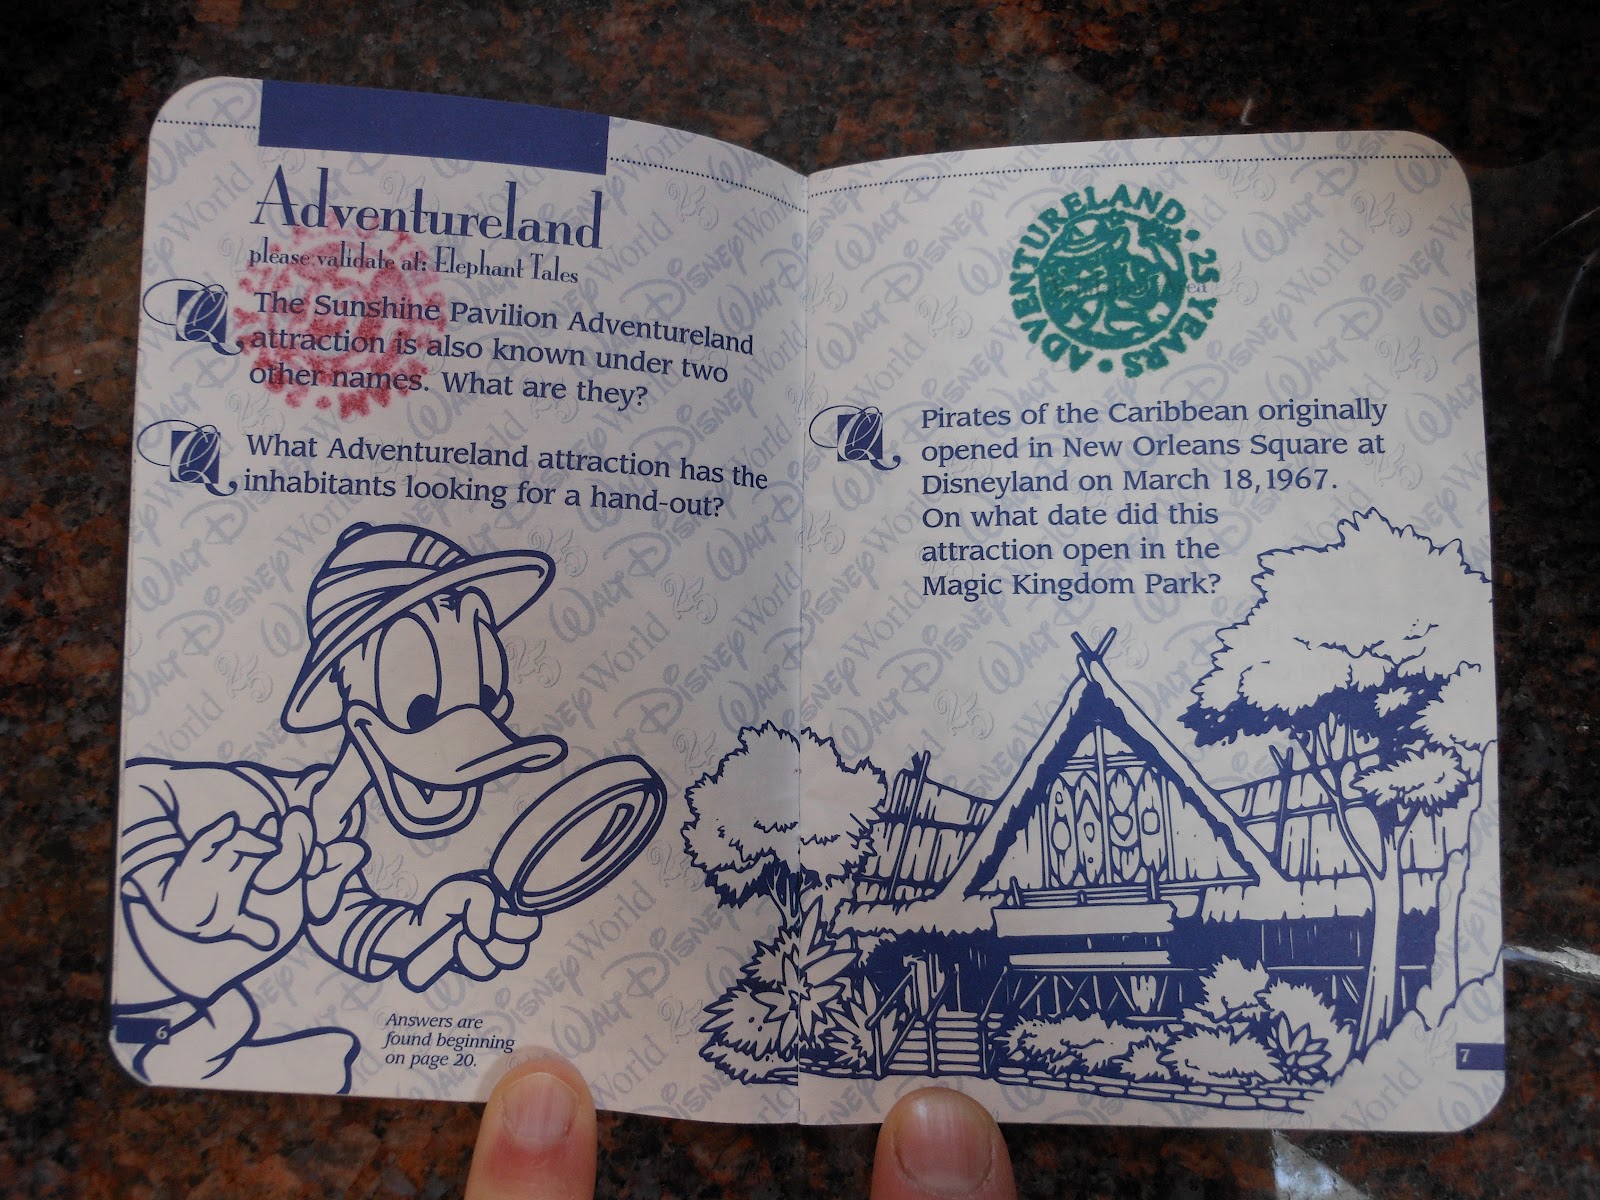 Adventureland
please validate at: Elephant Tales
Q The Sunshine Pavilion Adventureland
attraction is also known under two
other names. What are they?
Q What Adventureland attraction has the
inhabitants looking for a hand-out?
Answers are
found beginning
on page 20.
6
ADVENTURELAND • 25 YEARS •
Q Pirates of the Caribbean originally
opened in New Orleans Square at
Disneyland on March 18, 1967.
On what date did this
attraction open in the
Magic Kingdom Park?
7
WALT DISNEY World